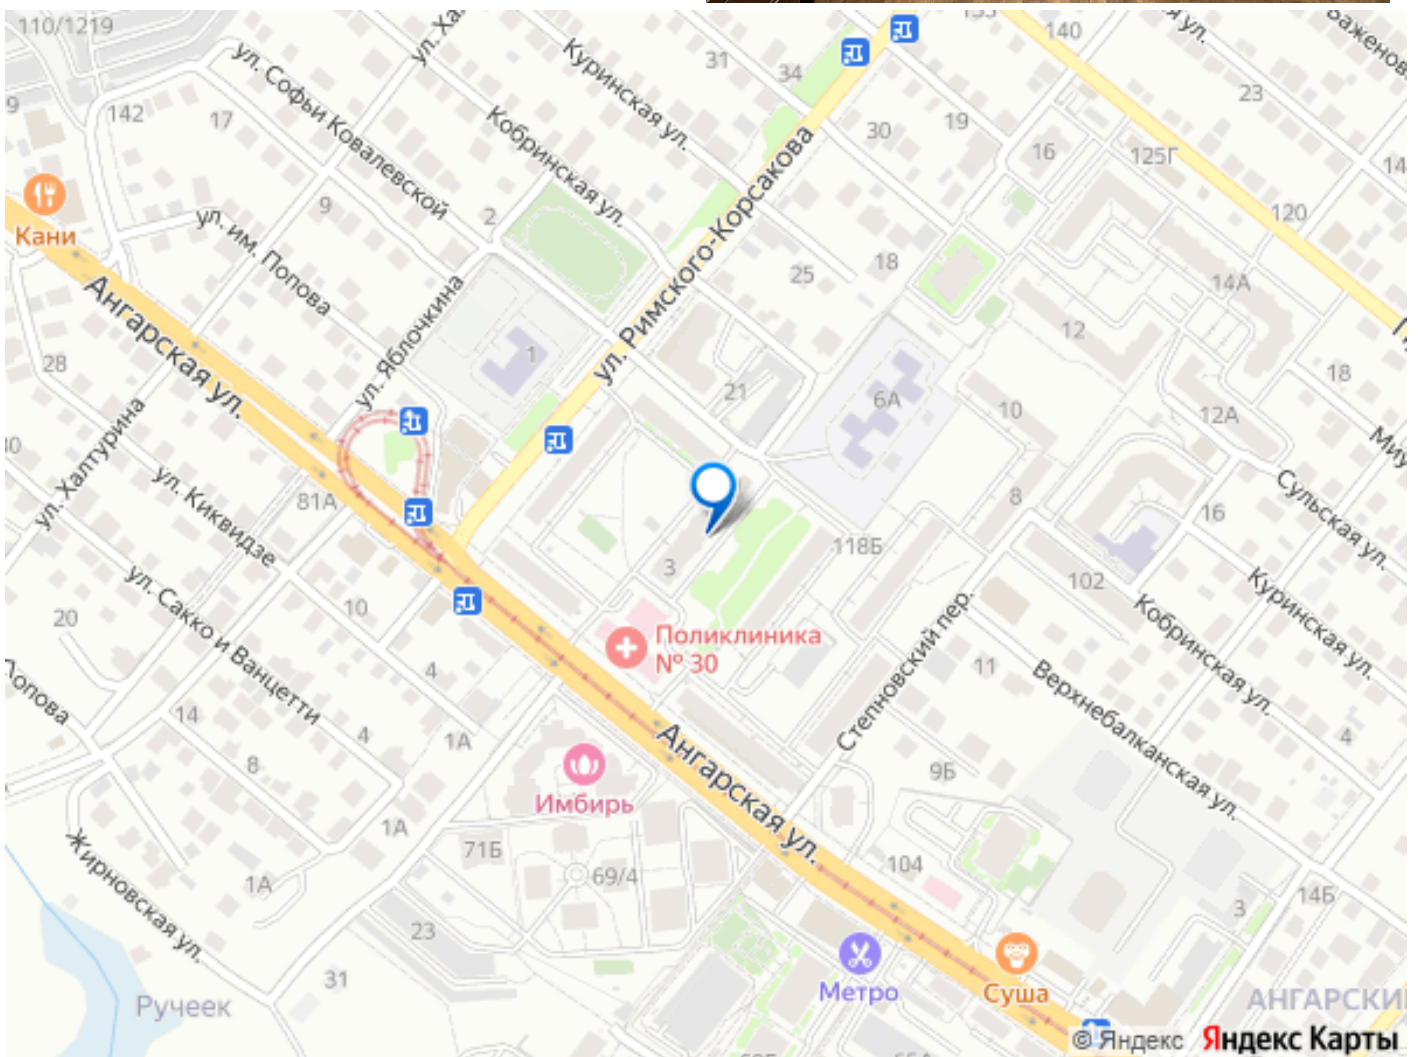 110/1219
ул. Софьи Ковалевской
Куринская ул.
31
34
140
23
142
17
Кобринская ул.
30
19
16
125Г
9
2
ул. Римского-Корсакова
120
Кани
ул. им. Попова
25
18
14А
Ангарская ул.
ул. Яблочкина
1
12
28
21
6А
10
18
12А
ул. Халтурина
ул. Киквидзе
81А
8
16
Сульская ул.
118Б
3
102
Куринская ул.
ул. Сакко и Ванцетти
10
20
Поликлиника
№ 30
Степновский пер.
Кобринская ул.
11
Верхнебалканская ул.
4
Попова
14
4
1А
4
8
Ангарская ул.
9Б
Имбирь
1А
Жирновская ул.
71Б
69/4
104
1А
14Б
3
23
31
Метро
Суша
Ручеек
© Яндекс Яндекс Карты